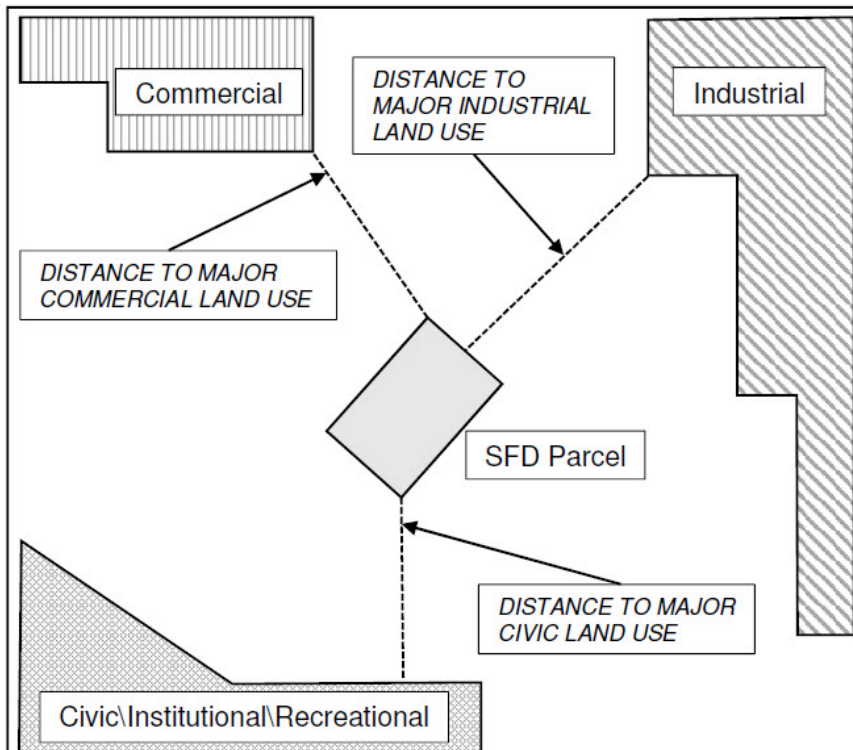 Commercial
DISTANCE TO
MAJOR INDUSTRIAL
LAND USE
Industrial
DISTANCE TO MAJOR
COMMERCIAL LAND USE
SFD Parcel
DISTANCE TO MAJOR
CIVIC LAND USE
Civic\Institutional\Recreational